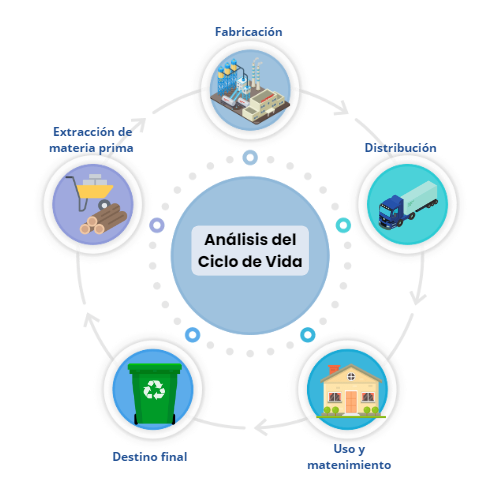 Fabricación
Extracción de
materia prima
Distribución
Análisis del
Ciclo de Vida
Destino final
Uso y
matenimiento